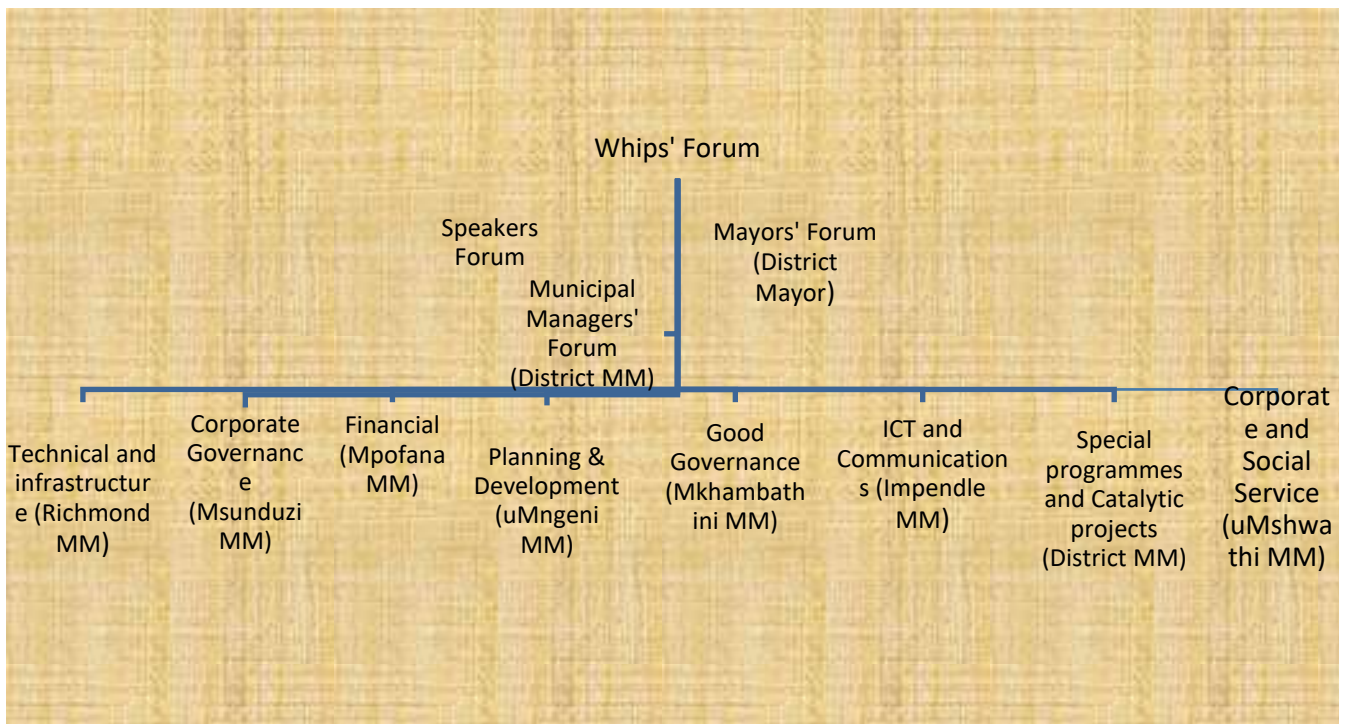 Whips' Forum
Speakers
Forum
Mayors' Forum
(District
Mayor)
Municipal
Managers'
Forum
(District MM)
Technical and
infrastructur
e (Richmond
MM)
Corporate
Governanc
e
(Msunduzi
MM)
Financial
(Mpofana
MM)
Planning &
Development
(uMngeni
MM)
Good
Governance
(Mkhambath
ini MM)
ICT and
Communication
s (Impendle
MM)
Special
programmes
and Catalytic
projects
(District MM)
Corporat
e and
Social
Service
(uMshwa
thi MM)